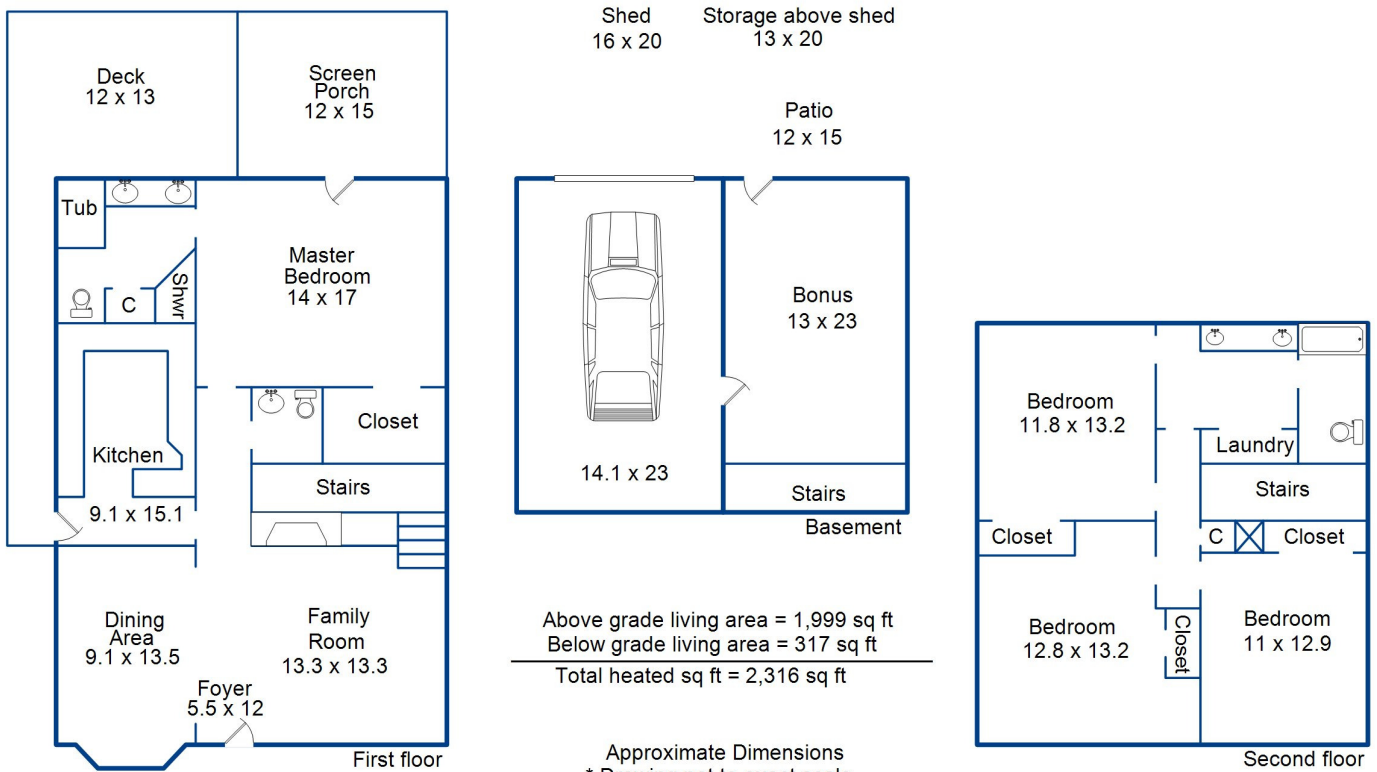 Deck
12 x 13
Screen
Porch
12 x 15
Tub
Master
Bedroom
14 x 17
Shwr
C
Closet
Kitchen
Stairs
9.1 x 15.1
Dining
Area
9.1 x 13.5
Family
Room
13.3 x 13.3
Foyer
5.5 x 12
First floor
Shed
16 x 20
Storage above shed
13 x 20
Patio
12 x 15
Bonus
13 x 23
14.1 x 23
Stairs
Basement
Above grade living area = 1,999 sq ft
Below grade living area = 317 sq ft
Total heated sq ft = 2,316 sq ft
Approximate Dimensions
Bedroom
11.8 x 13.2
Laundry
Stairs
Closet
C
Closet
Bedroom
12.8 x 13.2
Closet
Bedroom
11 x 12.9
Second floor